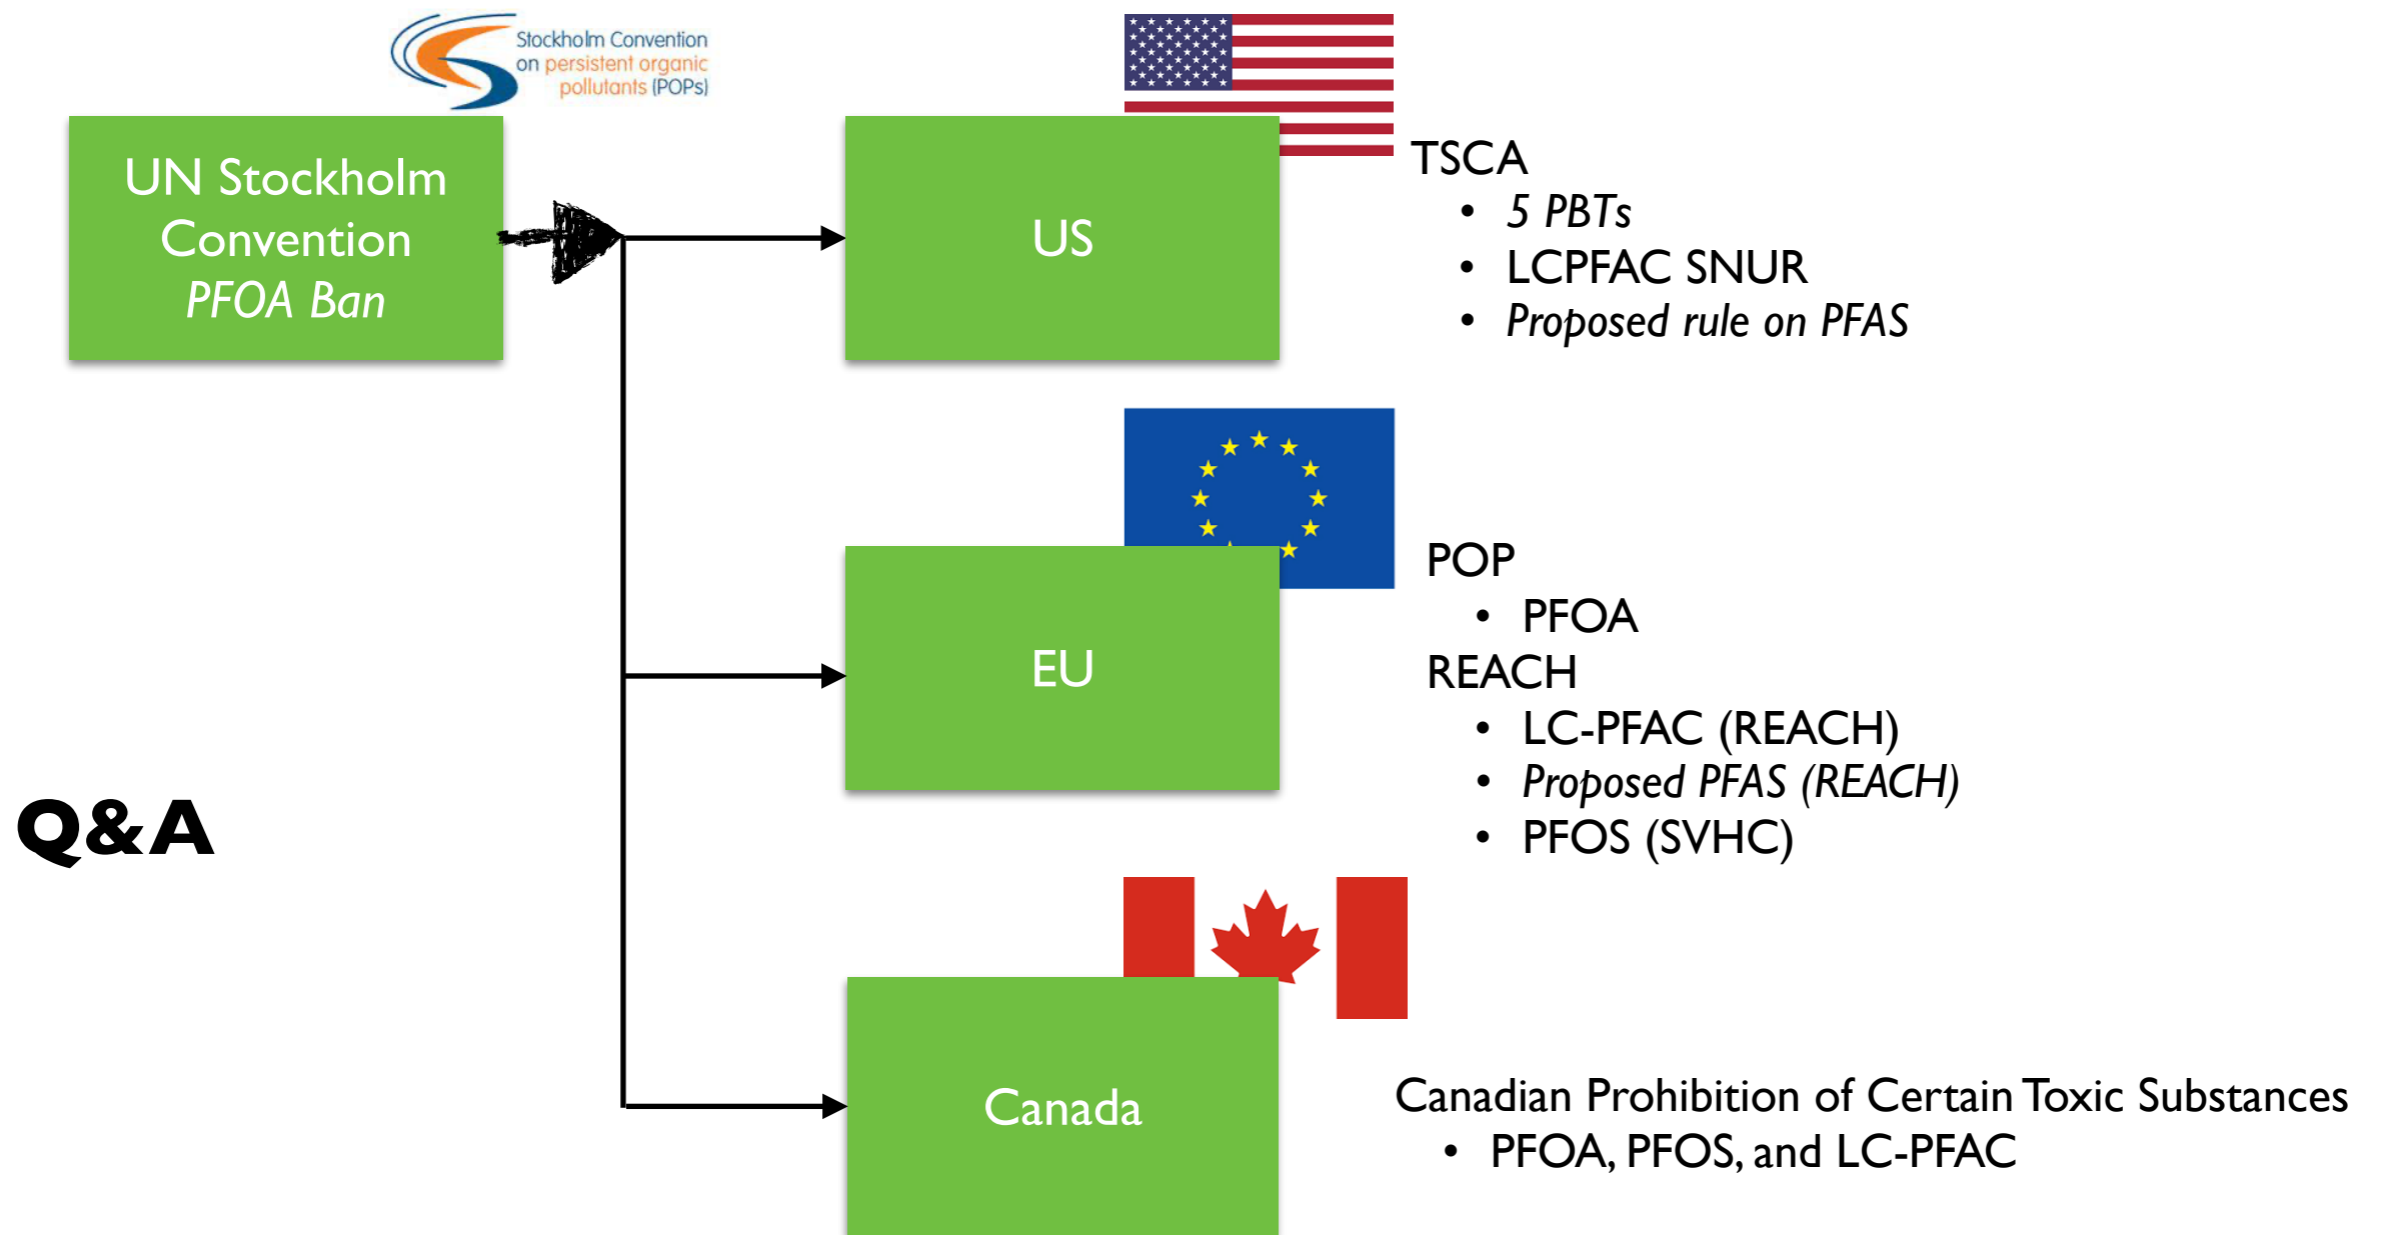 Stockholm Convention
on persistent organic
pollutants (POPs)
UN Stockholm
Convention
PFOA Ban
US
TSCA
• 5 PBTs
• LCPFAC SNUR
• Proposed rule on PFAS
EU
POP
• PFOA
REACH
• LC-PFAC (REACH)
• Proposed PFAS (REACH)
• PFOS (SVHC)
Q&A
Canada
Canadian Prohibition of Certain Toxic Substances
• PFOA, PFOS, and LC-PFAC